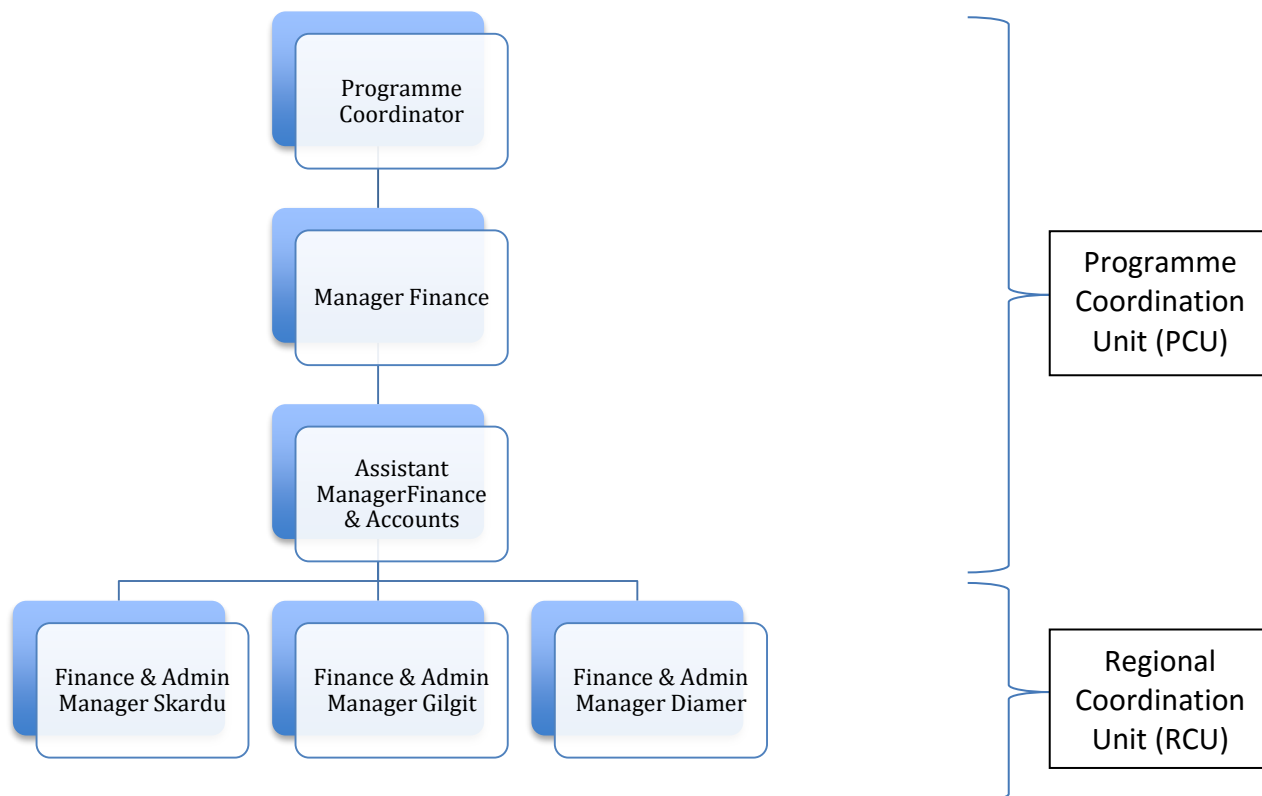 Programme
Coordinator
Manager Finance
Programme
Coordination
Unit (PCU)
Assistant
ManagerFinance
& Accounts
Finance & Admin
Manager Skardu
Finance & Admin
Manager Gilgit
Finance & Admin
Manager Diamer
Regional
Coordination
Unit (RCU)